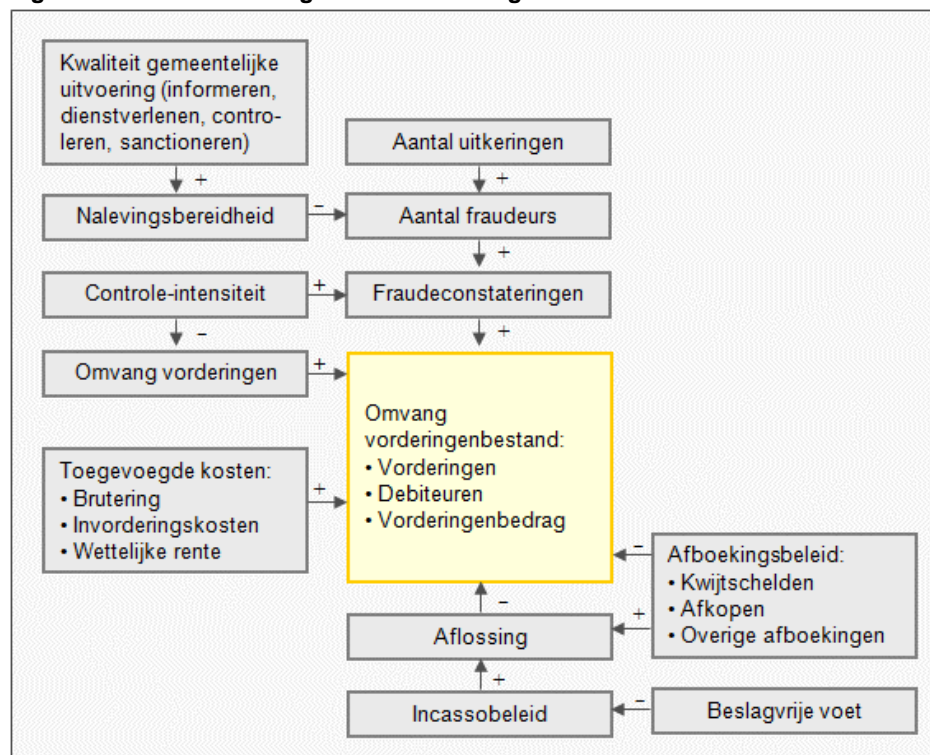 Kwaliteit gemeentelijke
uitvoering (informeren,
dienstverlenen, contro-
leren, sanctioneren)
Aantal uitkeringen
+
+
Nalevingsbereidheid
–
Aantal fraudeurs
+
Controle-intensiteit
+
Fraudeconstateringen
–
+
Omvang vorderingen
+
Omvang
vorderingenbestand:
• Vorderingen
• Debiteuren
• Vorderingenbedrag
Toegevoegde kosten:
• Brutering
• Invorderingskosten
• Wettelijke rente
+
–
Afboekingsbeleid:
• Kwijtschelden
• Afkopen
• Overige afboekingen
–
+
Aflossing
+
Incassobeleid
–
Beslagvrije voet